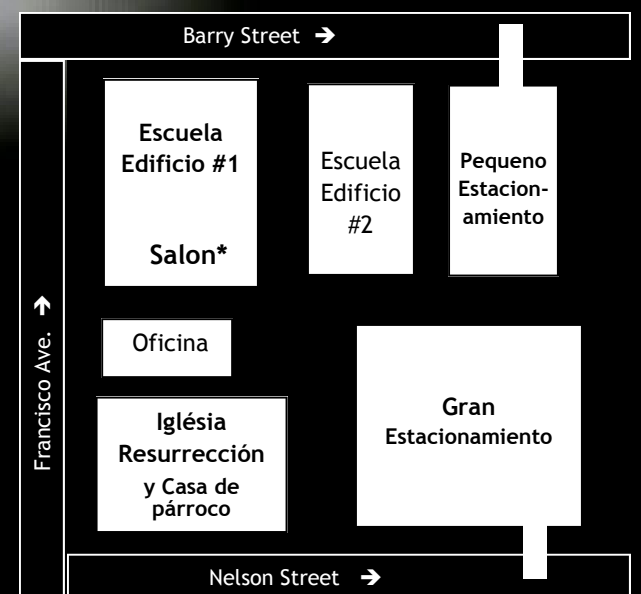 Barry Street →
Escuela
Edificio #1
Salon*
Escuela
Edificio
#2
Pequeno
Estacion-
amiento
Francisco Ave. →
Oficina
Iglésia
Resurrección
y Casa de
párroco
Gran
Estacionamiento
Nelson Street →